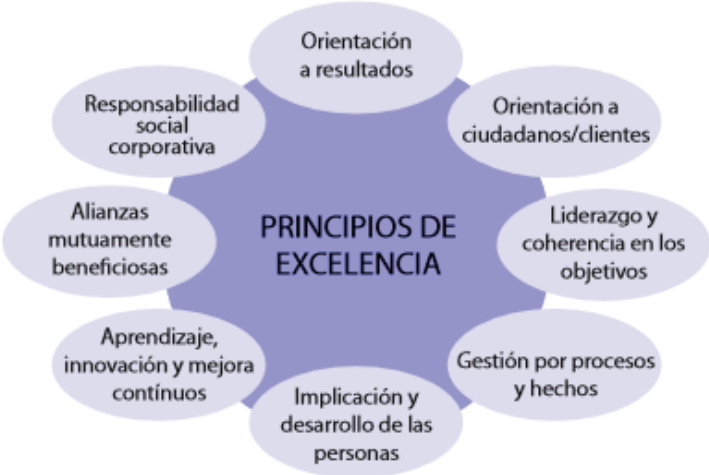 Orientación
a resultados
Orientación a
ciudadanos/clientes
Liderazgo y
coherencia en los
objetivos
Gestión por procesos
y hechos
Implicación y
desarrollo de las
personas
Aprendizaje,
innovación y mejora
contínuos
Alianzas
mutuamente
beneficiosas
Responsabilidad
social
corporativa
PRINCIPIOS DE
EXCELENCIA